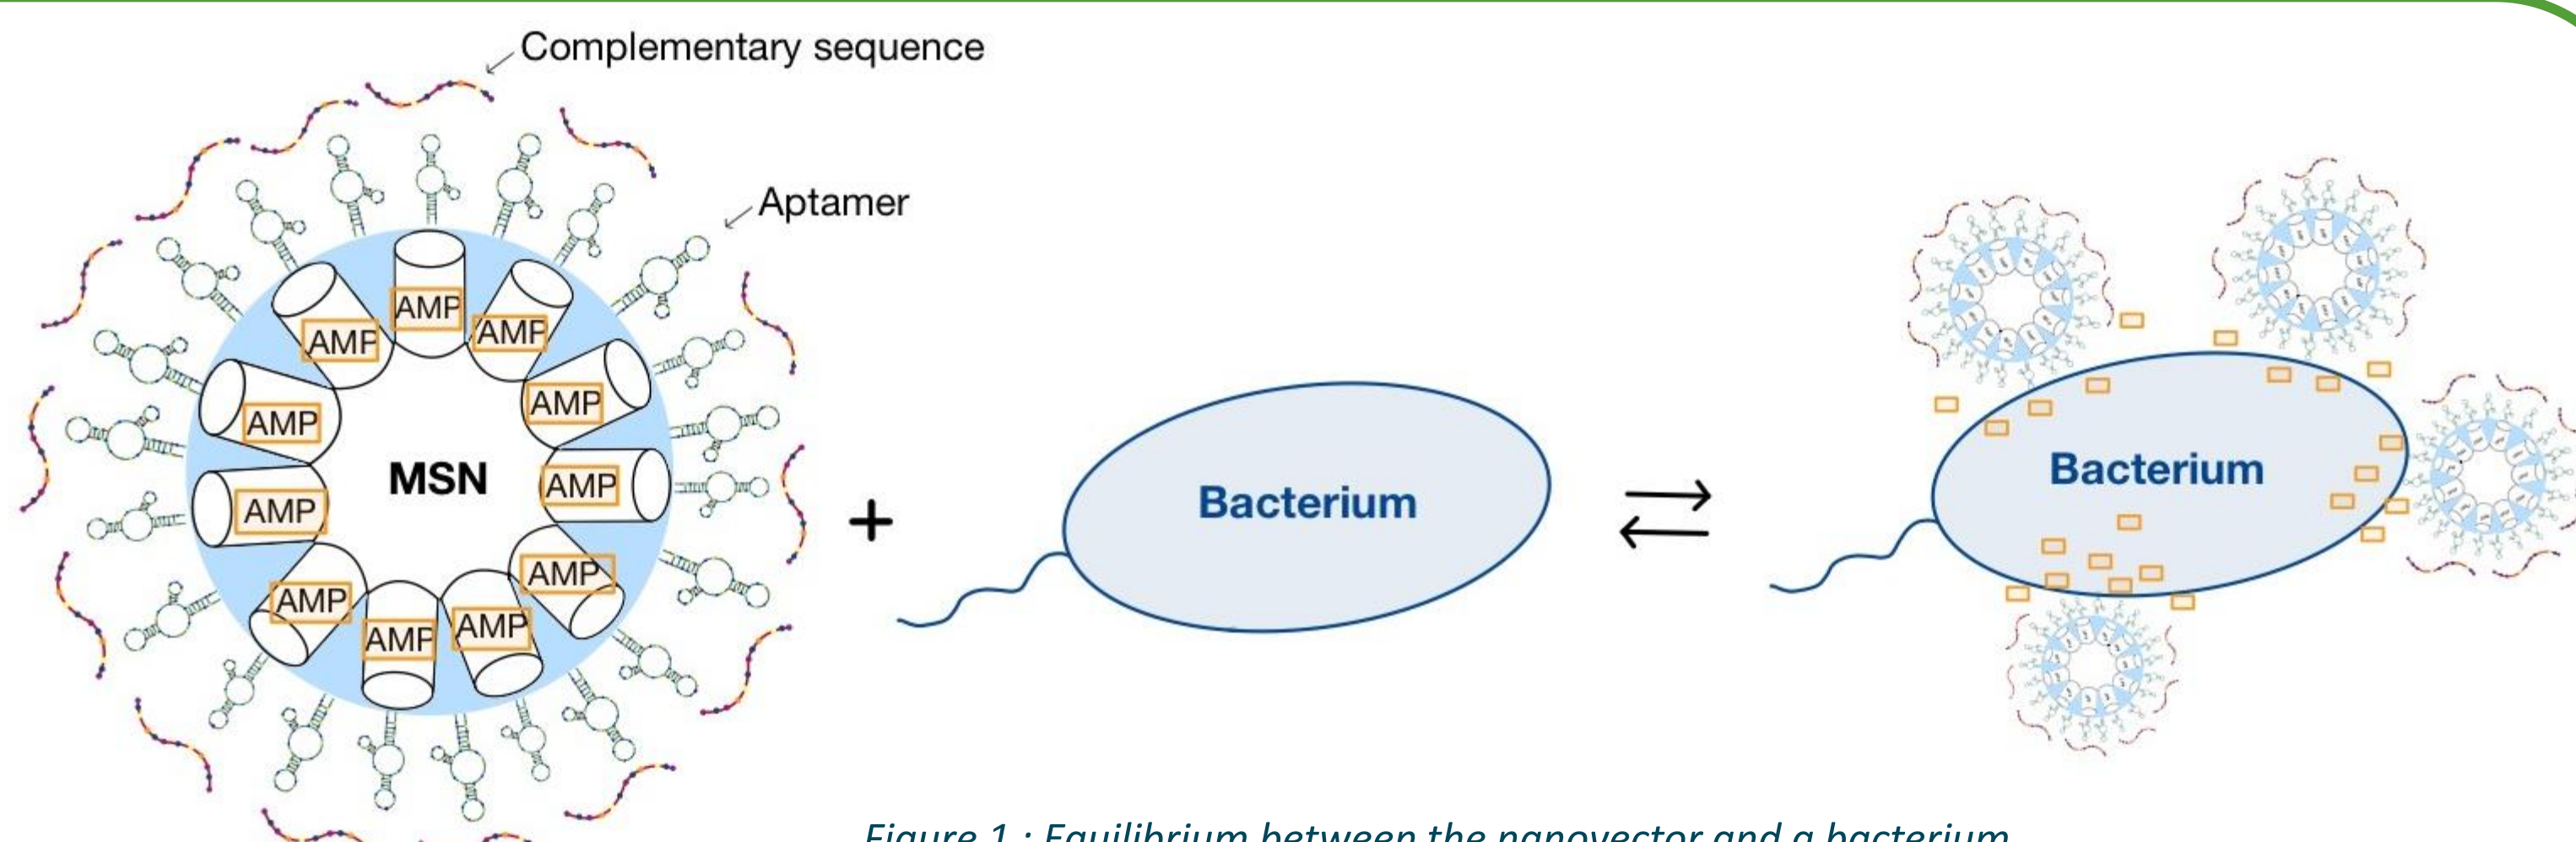 Complementary sequence
Aptamer
AMP
AMP
AMP
AMP
AMP
AMP
MSN
AMP
AMP
AMP
AMP
AMP
AMP
+
Bacterium
Bacterium
Figure 1 : Equilibrium between the nanovector and a bacterium